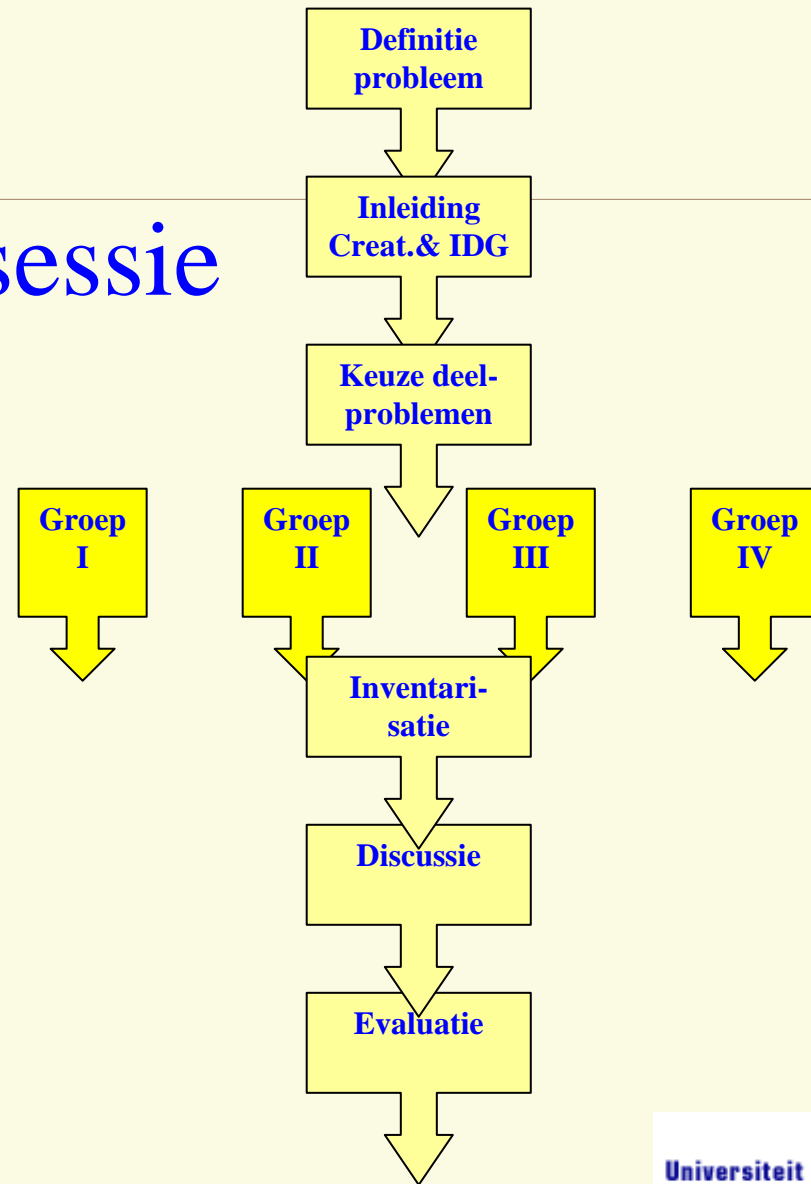 Definitie
probleem
Inleiding
Creat.& IDG
sessie
Keuze deel-
problemen
Groep
I
Groep
II
Groep
III
Groep
IV
Inventari-
satie
Discussie
Evaluatie
Universiteit